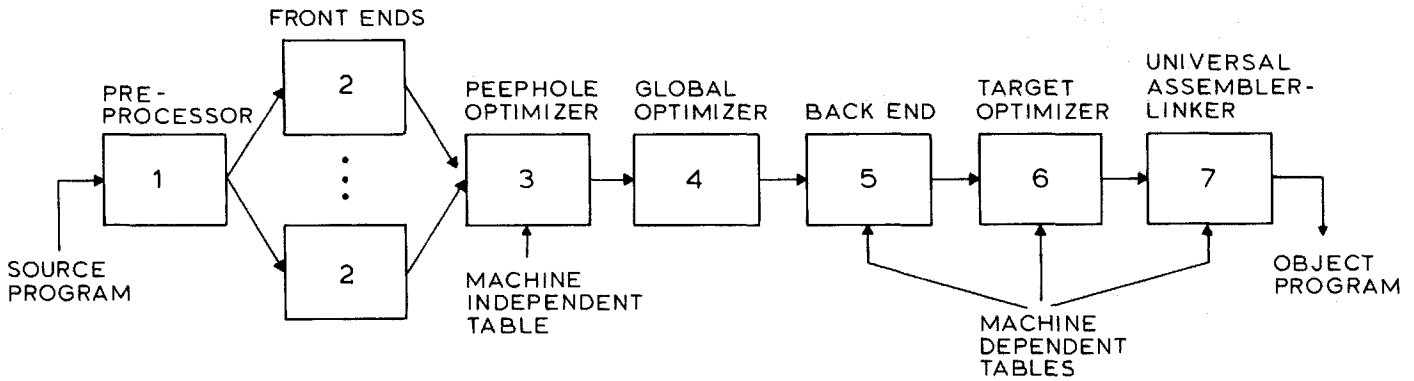 FRONT ENDS
PRE-
PROCESSOR
1
2
2
PEEPHOLE
OPTIMIZER
3
GLOBAL
OPTIMIZER
4
BACK END
5
TARGET
OPTIMIZER
6
UNIVERSAL
ASSEMBLER-
LINKER
7
SOURCE
PROGRAM
MACHINE
INDEPENDENT
TABLE
MACHINE
DEPENDENT
TABLES
OBJECT
PROGRAM